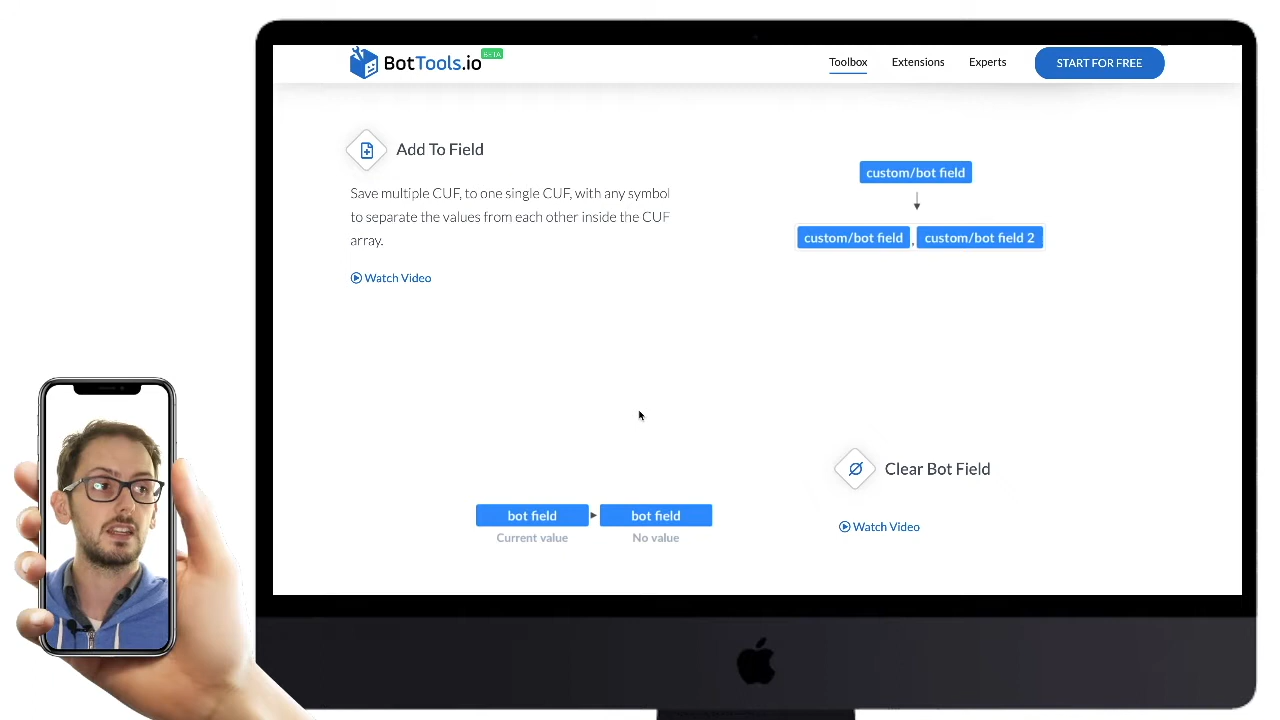 BotTools.io BETA
Toolbox
Extensions
Experts
START FOR FREE
Add To Field
Save multiple CUF, to one single CUF, with any symbol
to separate the values from each other inside the CUF
array.
Watch Video
custom/bot field
custom/bot field , custom/bot field 2
Clear Bot Field
Watch Video
bot field
bot field
Current value
No value